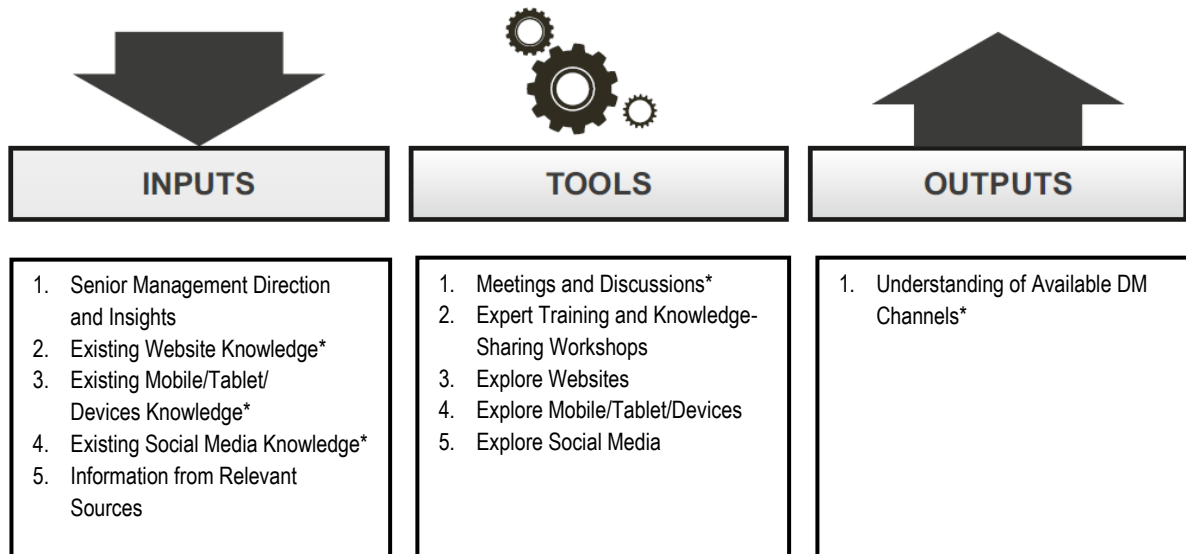 INPUTS
TOOLS
OUTPUTS
1. Senior Management Direction
and Insights
2. Existing Website Knowledge*
3. Existing Mobile/Tablet/
Devices Knowledge*
4. Existing Social Media Knowledge*
5. Information from Relevant
Sources
1. Meetings and Discussions*
2. Expert Training and Knowledge-
Sharing Workshops
3. Explore Websites
4. Explore Mobile/Tablet/Devices
5. Explore Social Media
1. Understanding of Available DM
Channels*